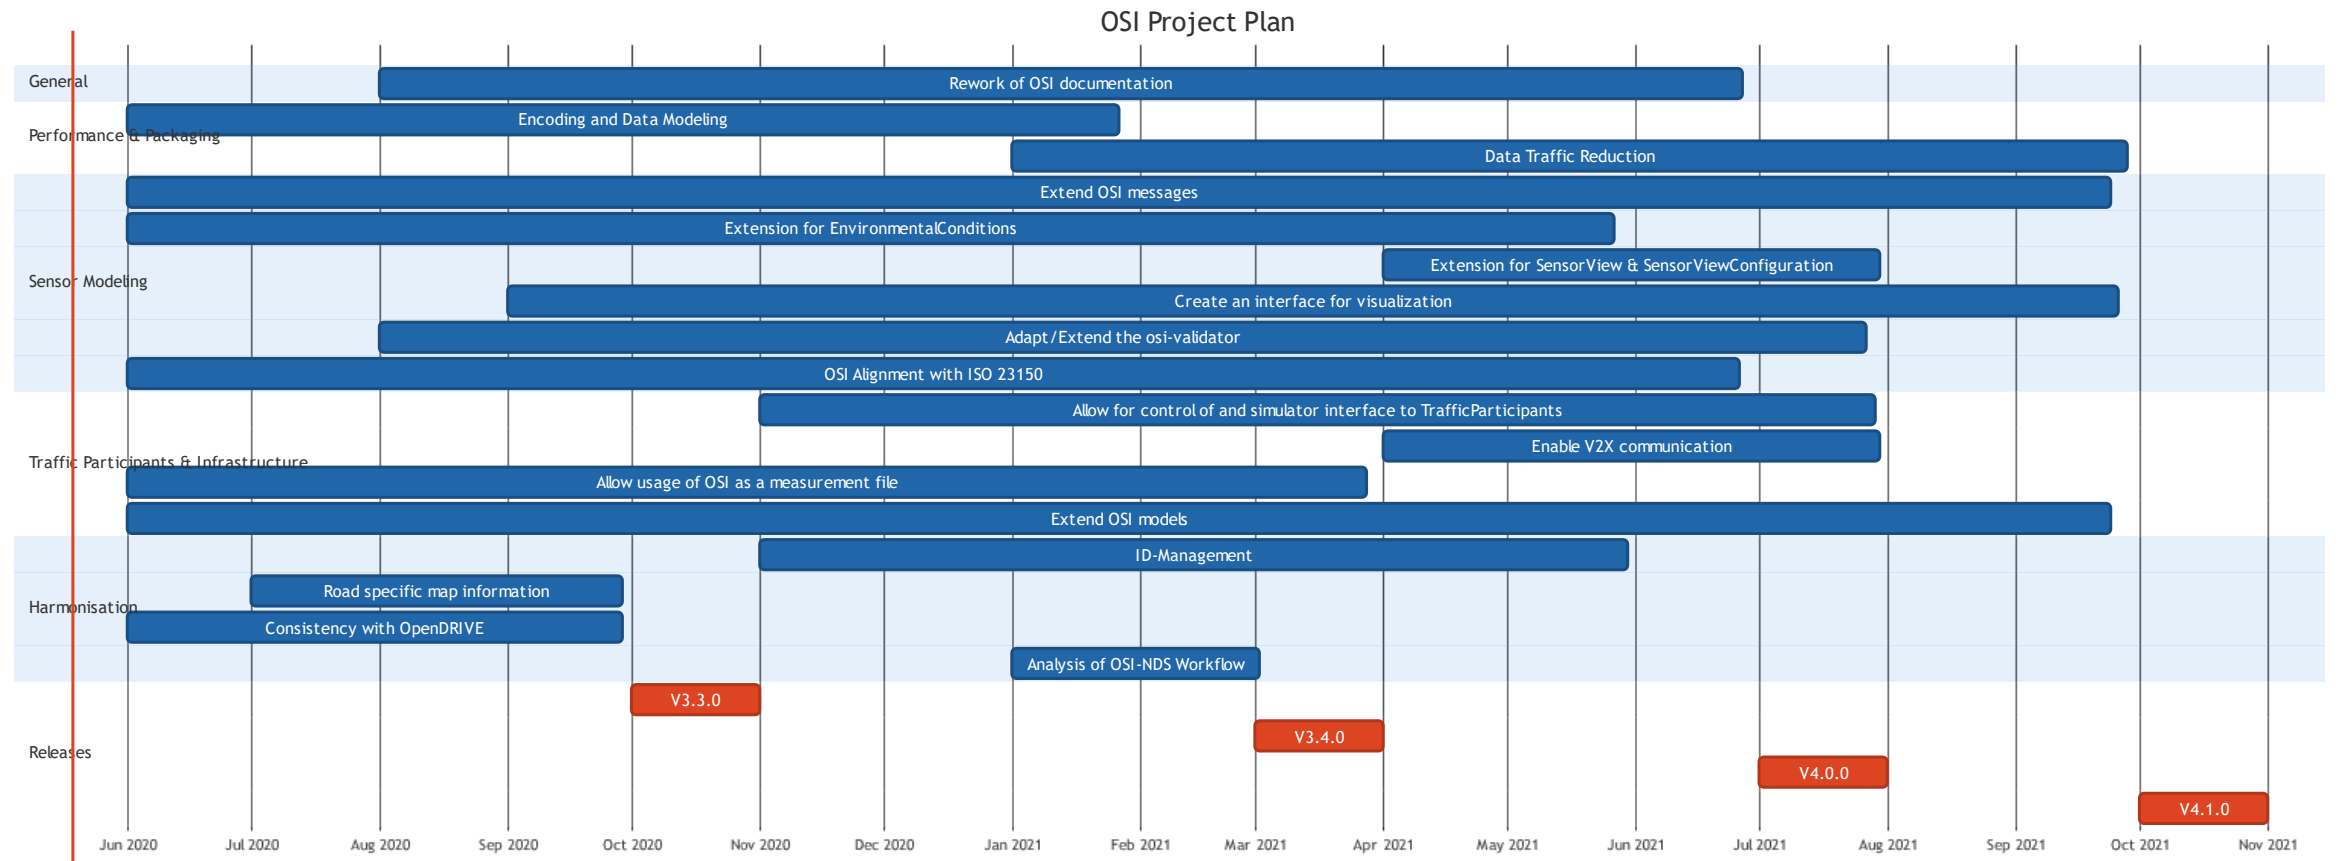 OSI Project Plan
General
Rework of OSI documentation
Performance & Packaging
Encoding and Data Modeling
Data Traffic Reduction
Sensor Modeling
Extend OSI messages
Extension for EnvironmentalConditions
Extension for SensorView & SensorViewConfiguration
Create an interface for visualization
Adapt/Extend the osi-validator
OSI Alignment with ISO 23150
Traffic Participants & Infrastructure
Allow for control of and simulator interface to TrafficParticipants
Enable V2X communication
Allow usage of OSI as a measurement file
Extend OSI models
Harmonisation
ID-Management
Road specific map information
Consistency with OpenDRIVE
Analysis of OSI-NDS Workflow
Releases
V3.3.0
V3.4.0
V4.0.0
V4.1.0
Jun 2020 Jul 2020 Aug 2020 Sep 2020 Oct 2020 Nov 2020 Dec 2020 Jan 2021 Feb 2021 Mar 2021 Apr 2021 May 2021 Jun 2021 Jul 2021 Aug 2021 Sep 2021 Oct 2021 Nov 2021